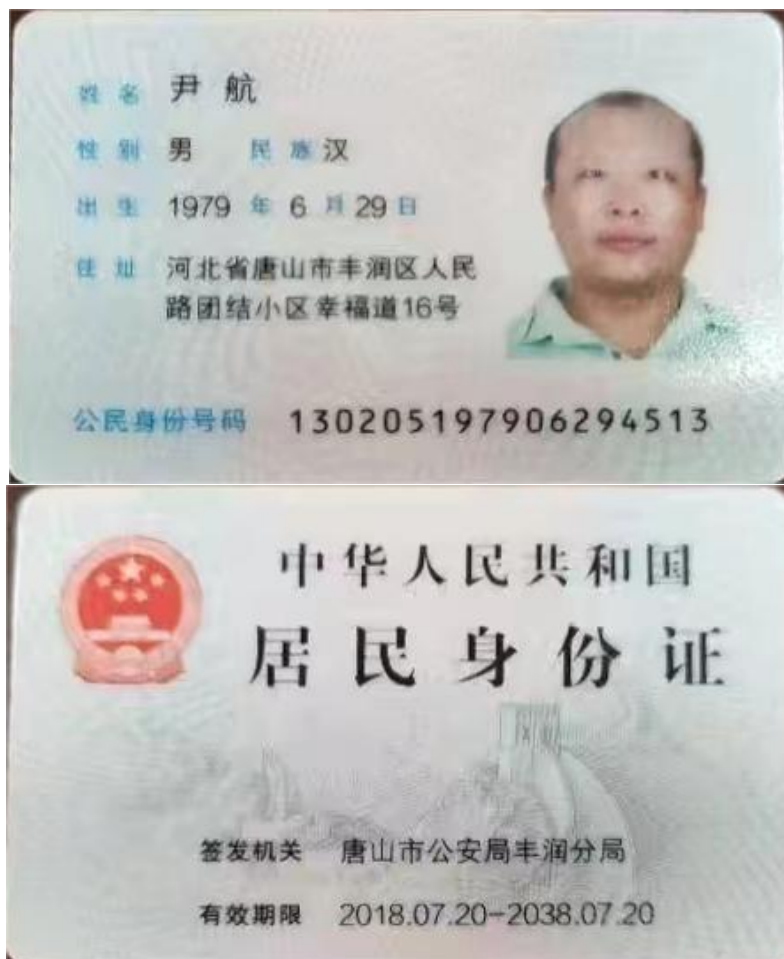 姓名 尹航
性别 男 民族 汉
出生 1979 年 6 月 29 日
住址 河北省唐山市丰润区人民
路团结小区幸福道16号
公民身份号码 130205197906294513
中华人民共和国
居民身份证
签发机关 唐山市公安局丰润分局
有效期限 2018.07.20-2038.07.20